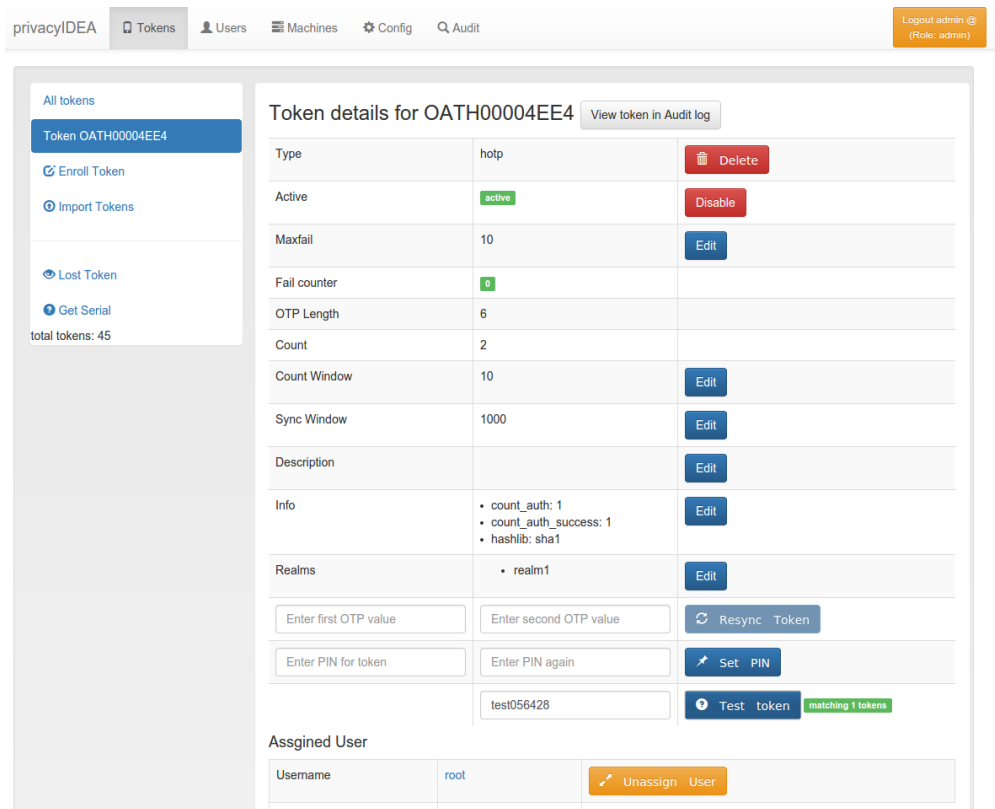 privacyIDEA Tokens Users Machines Config Audit Logout admin @
(Role: admin)
All tokens
Token OATH00004EE4
Enroll Token
Import Tokens
Lost Token
Get Serial
total tokens: 45
Token details for OATH00004EE4 View token in Audit log
Type hotp Delete
Active active Disable
Maxfail 10 Edit
Fail counter 0
OTP Length 6
Count 2
Count Window 10 Edit
Sync Window 1000 Edit
Description Edit
Info • count_auth: 1 Edit
• count_auth_success: 1
• hashlib: sha1
Realms • realm1 Edit
Enter first OTP value Enter second OTP value Resync Token
Enter PIN for token Enter PIN again Set PIN
test056428 Test token matching 1 tokens
Assgined User
Username root Unassign User